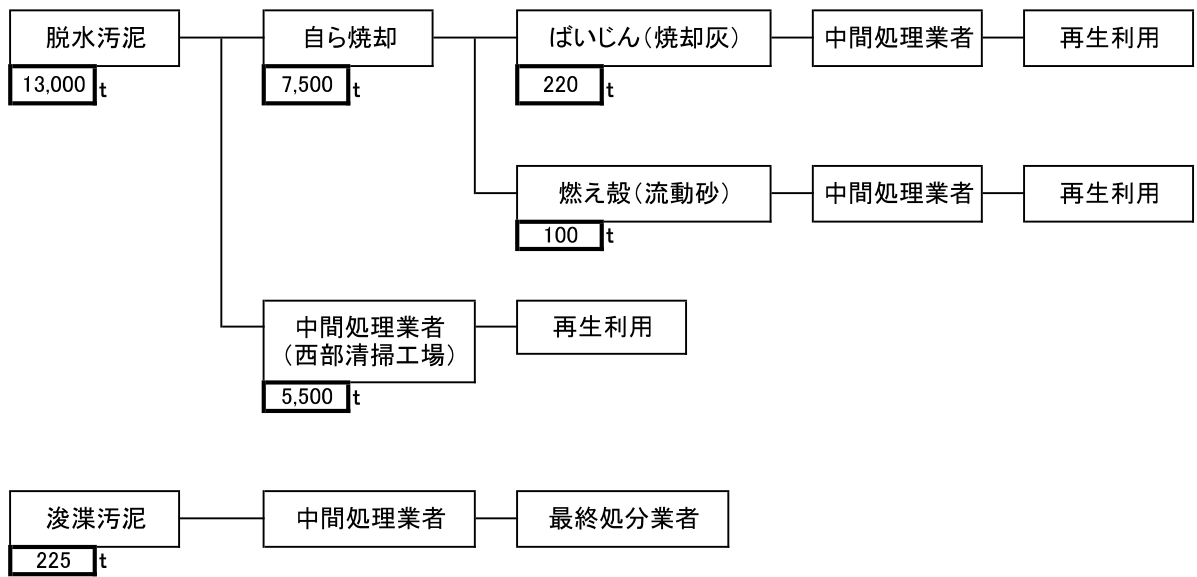 脱水汚泥
自ら焼却
ばいじん（焼却灰）
中間処理業者
再生利用
13,000 t
7,500 t
220 t
燃え殻（流動砂）
中間処理業者
再生利用
100 t
中間処理業者
（西部清掃工場）
再生利用
5,500 t
浚渫汚泥
中間処理業者
最終処分業者
225 t